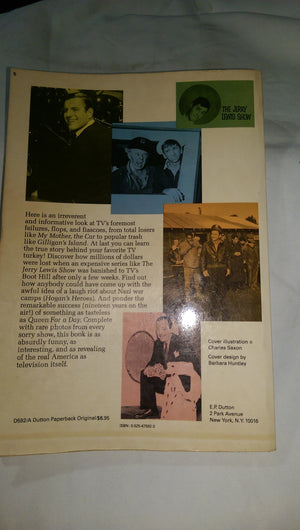 THE JERRY
LEWIS SHOW
Here is an irreverent
and informative look at TV's foremost
failures, flops, and fiascoes, from total losers
like My Mother, the Car to popular trash
like Gilligan's Island. At last you can learn
the true story behind your favorite TV
turkey! Discover how millions of dollars
were lost when an expensive series like The
Jerry Lewis Show was banished to TV's
Boot Hill after only a few weeks. Find out
how anybody could have come up with the
awful idea of a laugh riot about Nazi war
camps (Hogan's Heroes). And ponder the
remarkable success (nineteen years on the
air!) of something as tasteless
as Queen For a Day. Complete
with rare photos from every
sorry show, this book is as
absurdly funny, as
interesting, and as revealing
of the real America as
television itself.
Cover illustration
Charles Saxon
Cover design by
Barbara Huntley
E.P. Dutton
2 Park Avenue
New York, N.Y. 10016
A Dutton Paperback Original
$6.95